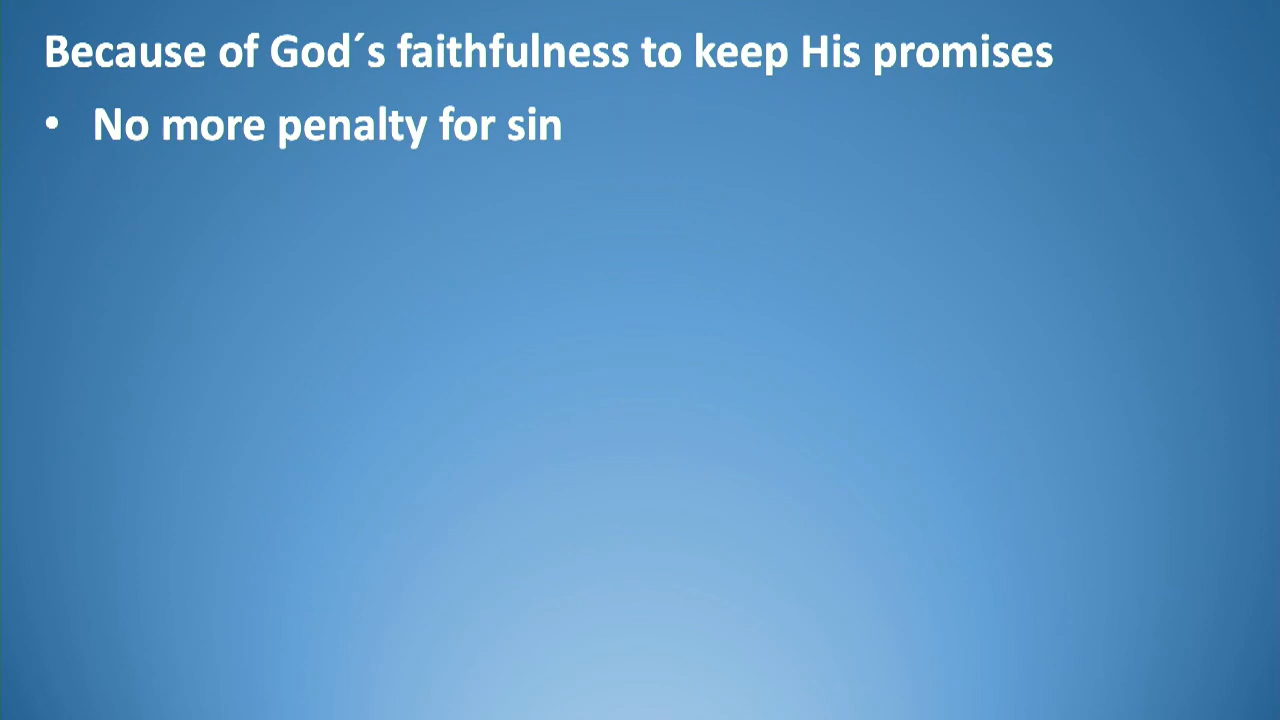 Because of God´s faithfulness to keep His promises
• No more penalty for sin